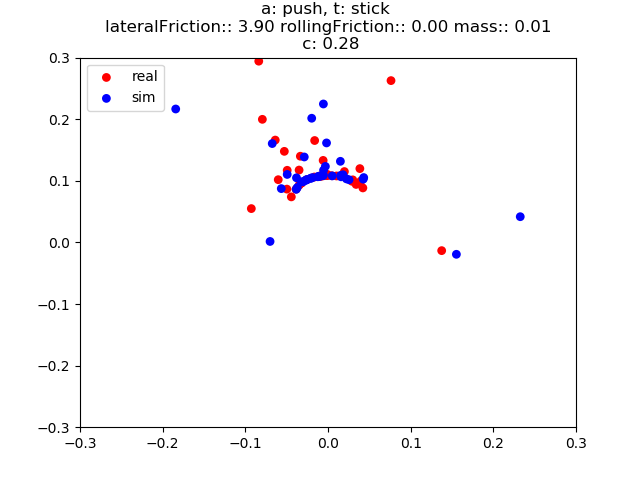 a: push, t: stick
lateralFriction:: 3.90 rollingFriction:: 0.00 mass:: 0.01
c: 0.28
real
sim
0.3
0.2
0.1
0.0
−0.1
−0.2
−0.3
−0.3
−0.2
−0.1
0.0
0.1
0.2
0.3